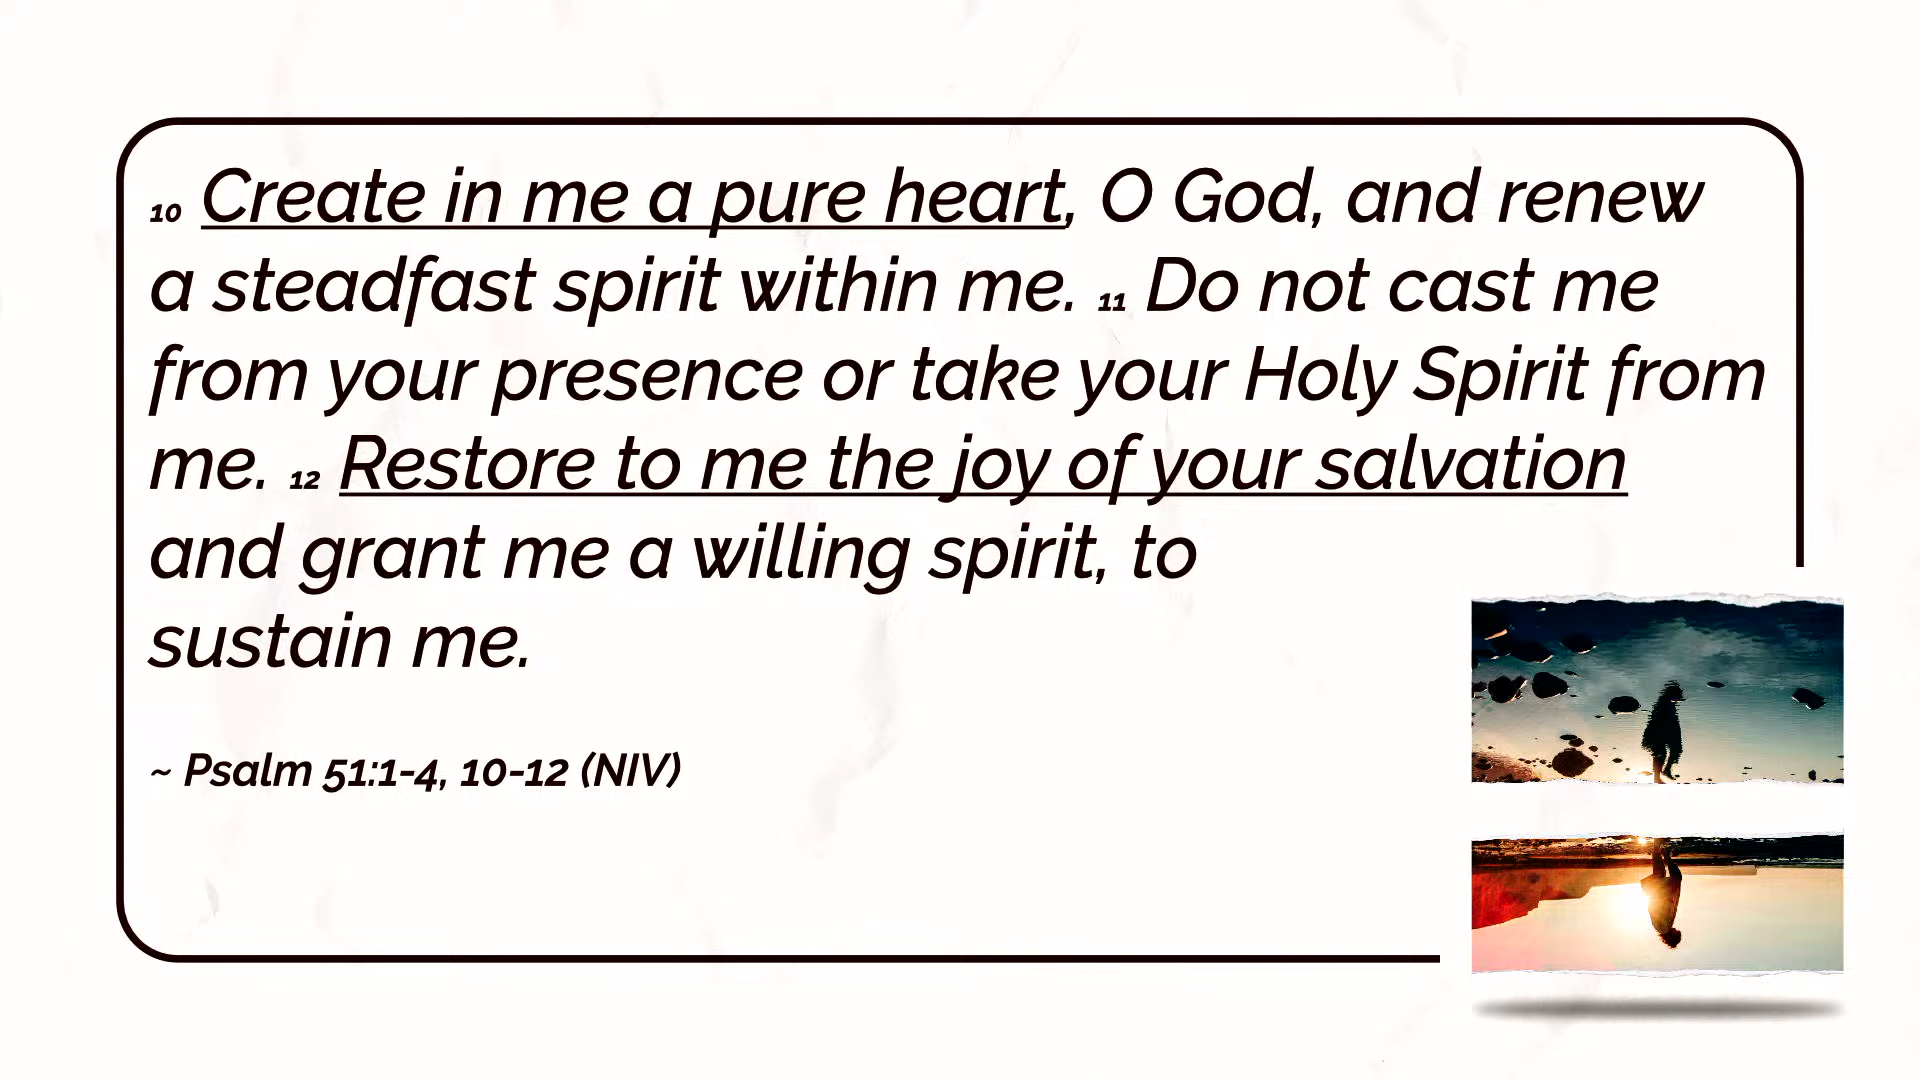 10 Create in me a pure heart, O God, and renew
a steadfast spirit within me. 11 Do not cast me
from your presence or take your Holy Spirit from
me. 12 Restore to me the joy of your salvation
and grant me a willing spirit, to
sustain me.
~ Psalm 51:1-4, 10-12 (NIV)